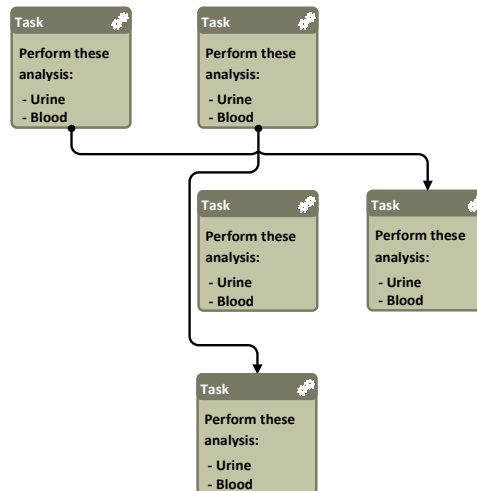 Task
Perform these
analysis:
- Urine
- Blood
Task
Perform these
analysis:
- Urine
- Blood
Task
Perform these
analysis:
- Urine
- Blood
Task
Perform these
analysis:
- Urine
- Blood
Task
Perform these
analysis:
- Urine
- Blood